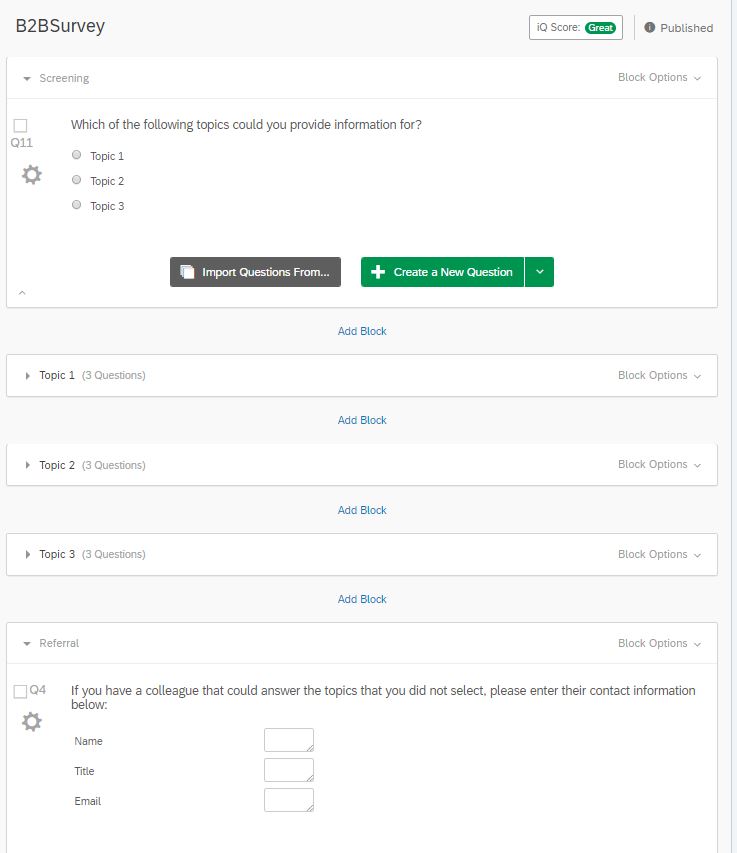 B2BSurvey
iQ Score: Great
Published
Screening
Block Options
Q11
Which of the following topics could you provide information for?
Topic 1
Topic 2
Topic 3
Import Questions From...
Create a New Question
Add Block
Topic 1 (3 Questions)
Block Options
Add Block
Topic 2 (3 Questions)
Block Options
Add Block
Topic 3 (3 Questions)
Block Options
Add Block
Referral
Block Options
Q4
If you have a colleague that could answer the topics that you did not select, please enter their contact information
below:
Name
Title
Email